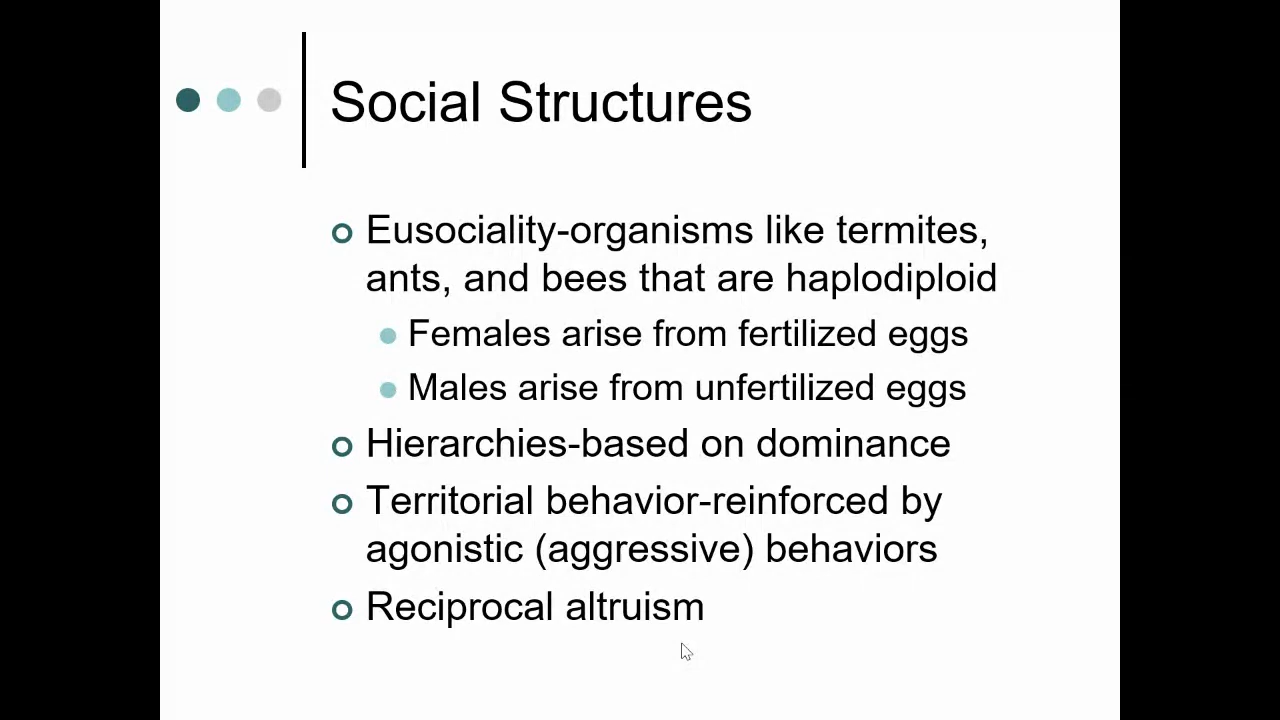 Social Structures
Eusociality-organisms like termites,
ants, and bees that are haplodiploid
Females arise from fertilized eggs
Males arise from unfertilized eggs
Hierarchies-based on dominance
Territorial behavior-reinforced by
agonistic (aggressive) behaviors
Reciprocal altruism